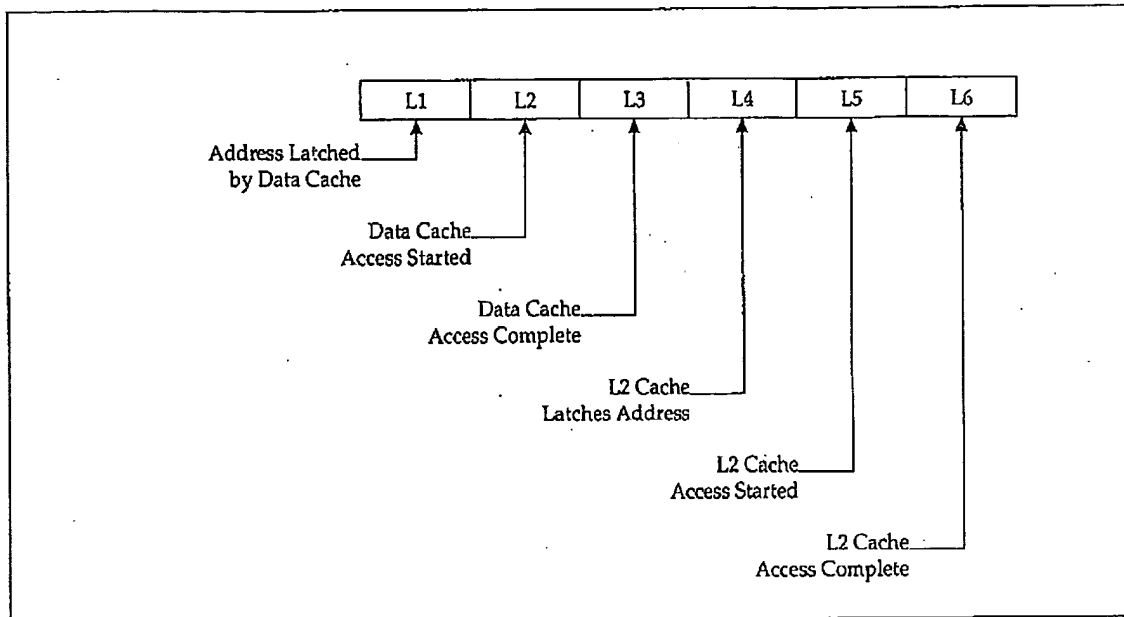 L1 L2 L3 L4 L5 L6
Address Latched
by Data Cache
Data Cache
Access Started
Data Cache
Access Complete
L2 Cache
Latches Address
L2 Cache
Access Started
L2 Cache
Access Complete